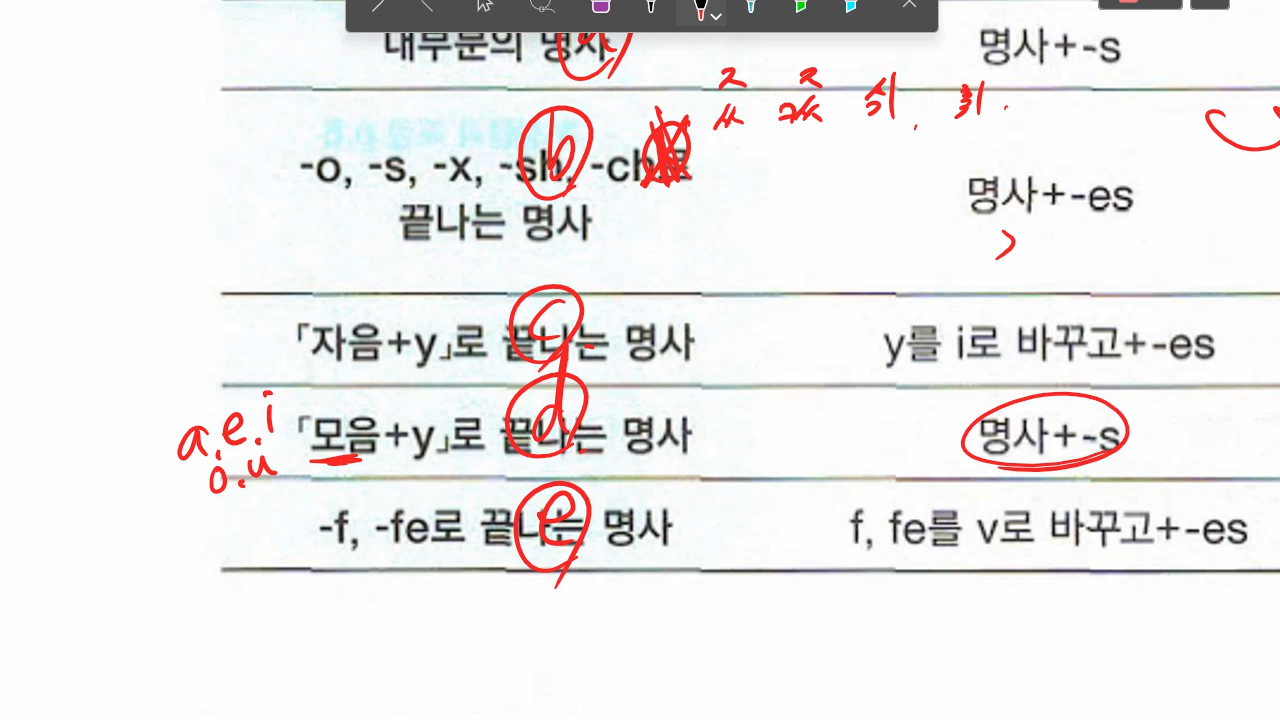 대부분의 명사 명사+-s
-o, -s, -x, -sh, -ch로 명사+-es
끝나는 명사
「자음+y」로 끝나는 명사 y를 i로 바꾸고+-es
a.e.i
o.u
「모음+y」로 끝나는 명사 명사+-s
-f, -fe로 끝나는 명사 f, fe를 v로 바꾸고+-es
b
c
d
e